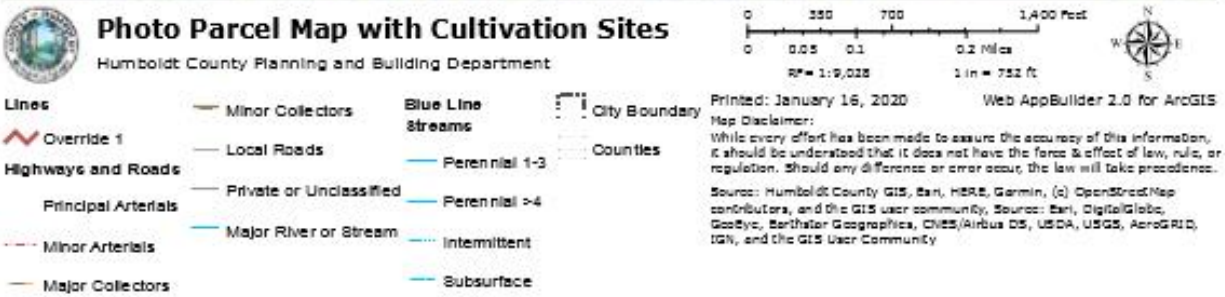 Photo Parcel Map with Cultivation Sites
Humboldt County Planning and Building Department
0 350 700 1,400 Feet
0 0.05 0.1 0.2 Miles
RF= 1:9,028 1 in = 752 ft
N
W E
S
Lines
Override 1
Highways and Roads
Principal Arterials
Minor Arterials
Major Collectors
Minor Collectors
Local Roads
Private or Unclassified
Major River or Stream
Blue Line
Streams
Perennial 1-3
Perennial >4
Intermittent
Subsurface
City Boundary
Counties
Printed: January 16, 2020 Web AppBuilder 2.0 for ArcGIS
Map Disclaimer:
While every effort has been made to assure the accuracy of this information,
it should be understood that it does not have the force & effect of law, rule, or
regulation. Should any difference or error occur, the law will take precedence.
Source: Humboldt County GIS, Esri, HERE, Garmin, (c) OpenStreetMap
contributors, and the GIS user community, Source: Esri, DigitalGlobe,
GeoEye, Earthstar Geographics, CNES/Airbus DS, USDA, USGS, AeroGRID,
IGN, and the GIS User Community